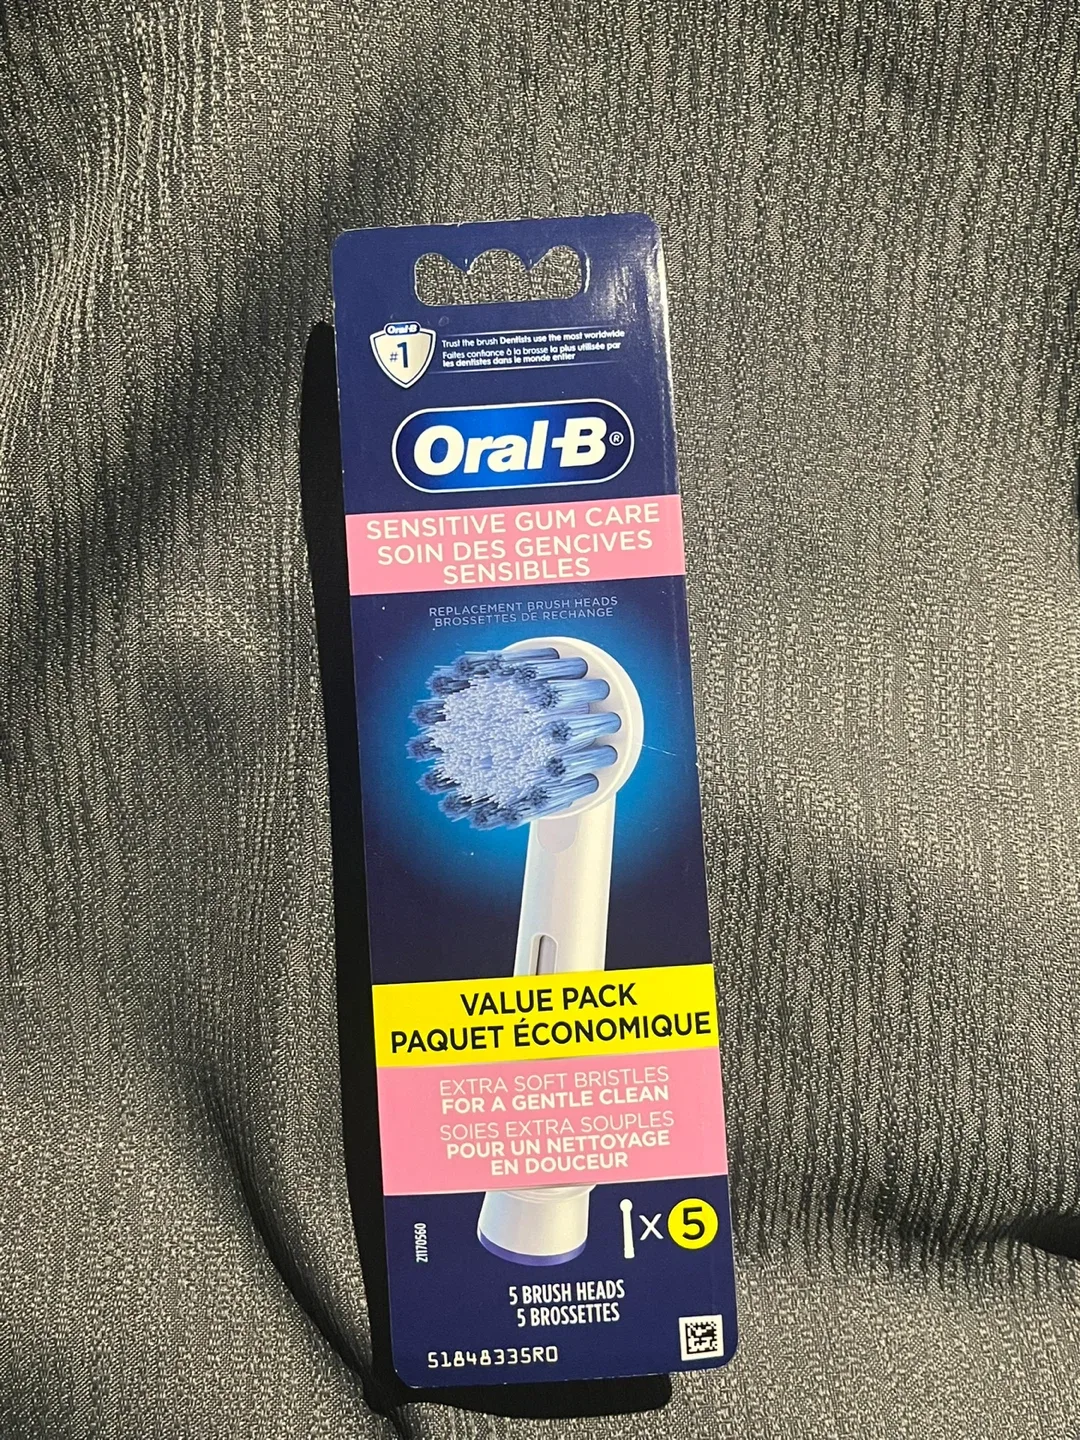 Oral-B
#1
Trust the brush Dentists use the most worldwide
Faites confiance à la brosse la plus utilisée par
les dentistes dans le monde entier
Oral-B®
SENSITIVE GUM CARE
SOIN DES GENCIVES
SENSIBLES
REPLACEMENT BRUSH HEADS
BROSSETTES DE RECHANGE
VALUE PACK
PAQUET ÉCONOMIQUE
EXTRA SOFT BRISTLES
FOR A GENTLE CLEAN
SOIES EXTRA SOUPLES
POUR UN NETTOYAGE
EN DOUCEUR
X 5
21170560
5 BRUSH HEADS
5 BROSSETTES
51848335R0